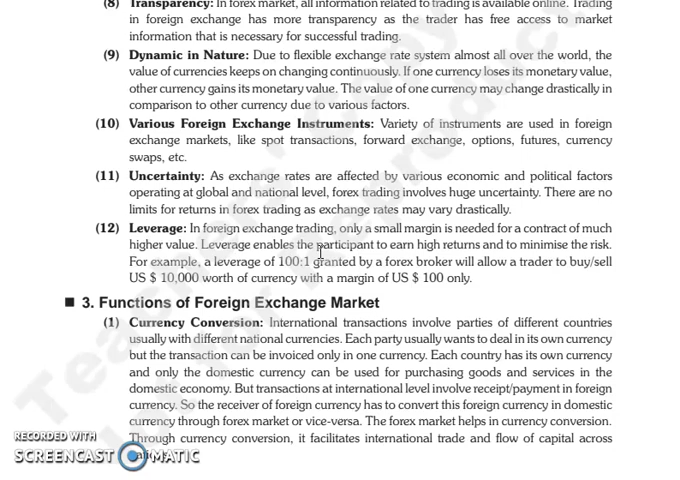 (8) Transparency: In forex market, all information related to trading is available online. Trading
in foreign exchange has more transparency as the trader has free access to market
information that is necessary for successful trading.
(9) Dynamic in Nature: Due to flexible exchange rate system almost all over the world, the
value of currencies keeps on changing continuously. If one currency loses its monetary value,
other currency gains its monetary value. The value of one currency may change drastically in
comparison to other currency due to various factors.
(10) Various Foreign Exchange Instruments: Variety of instruments are used in foreign
exchange markets, like spot transactions, forward exchange, options, futures, currency
swaps, etc.
(11) Uncertainty: As exchange rates are affected by various economic and political factors
operating at global and national level, forex trading involves huge uncertainty. There are no
limits for returns in forex trading as exchange rates may vary drastically.
(12) Leverage: In foreign exchange trading, only a small margin is needed for a contract of much
higher value. Leverage enables the participant to earn high returns and to minimise the risk.
For example, a leverage of 100:1 granted by a forex broker will allow a trader to buy/sell
US $ 10,000 worth of currency with a margin of US $ 100 only.
■ 3. Functions of Foreign Exchange Market
(1) Currency Conversion: International transactions involve parties of different countries
usually with different national currencies. Each party usually wants to deal in its own currency
but the transaction can be invoiced only in one currency. Each country has its own currency
and only the domestic currency can be used for purchasing goods and services in the
domestic economy. But transactions at international level involve receipt/payment in foreign
currency. So the receiver of foreign currency has to convert this foreign currency in domestic
currency through forex market or vice-versa. The forex market helps in currency conversion.
Through currency conversion, it facilitates international trade and flow of capital across
RECORDED WITH
SCREENCAST MATIC